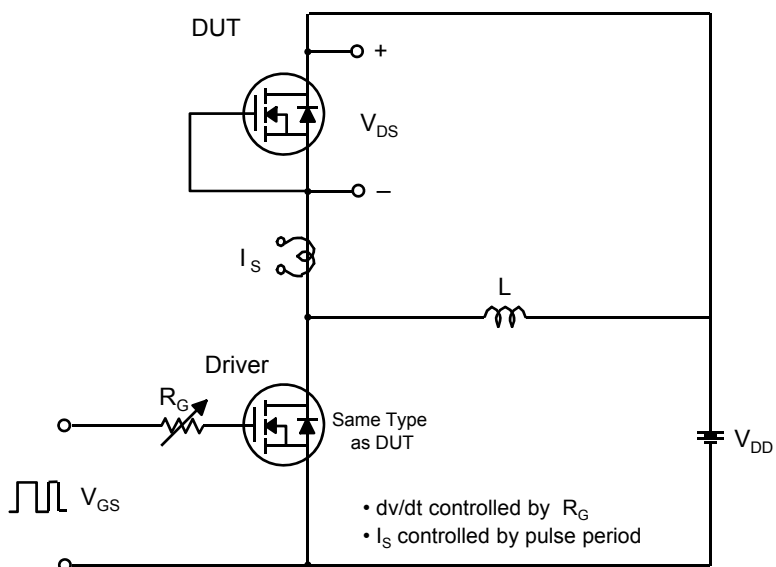 DUT
+
V_DS
–
I_S
L
Driver
R_G
Same Type
as DUT
V_DD
V_GS
• dv/dt controlled by R_G
• I_S controlled by pulse period